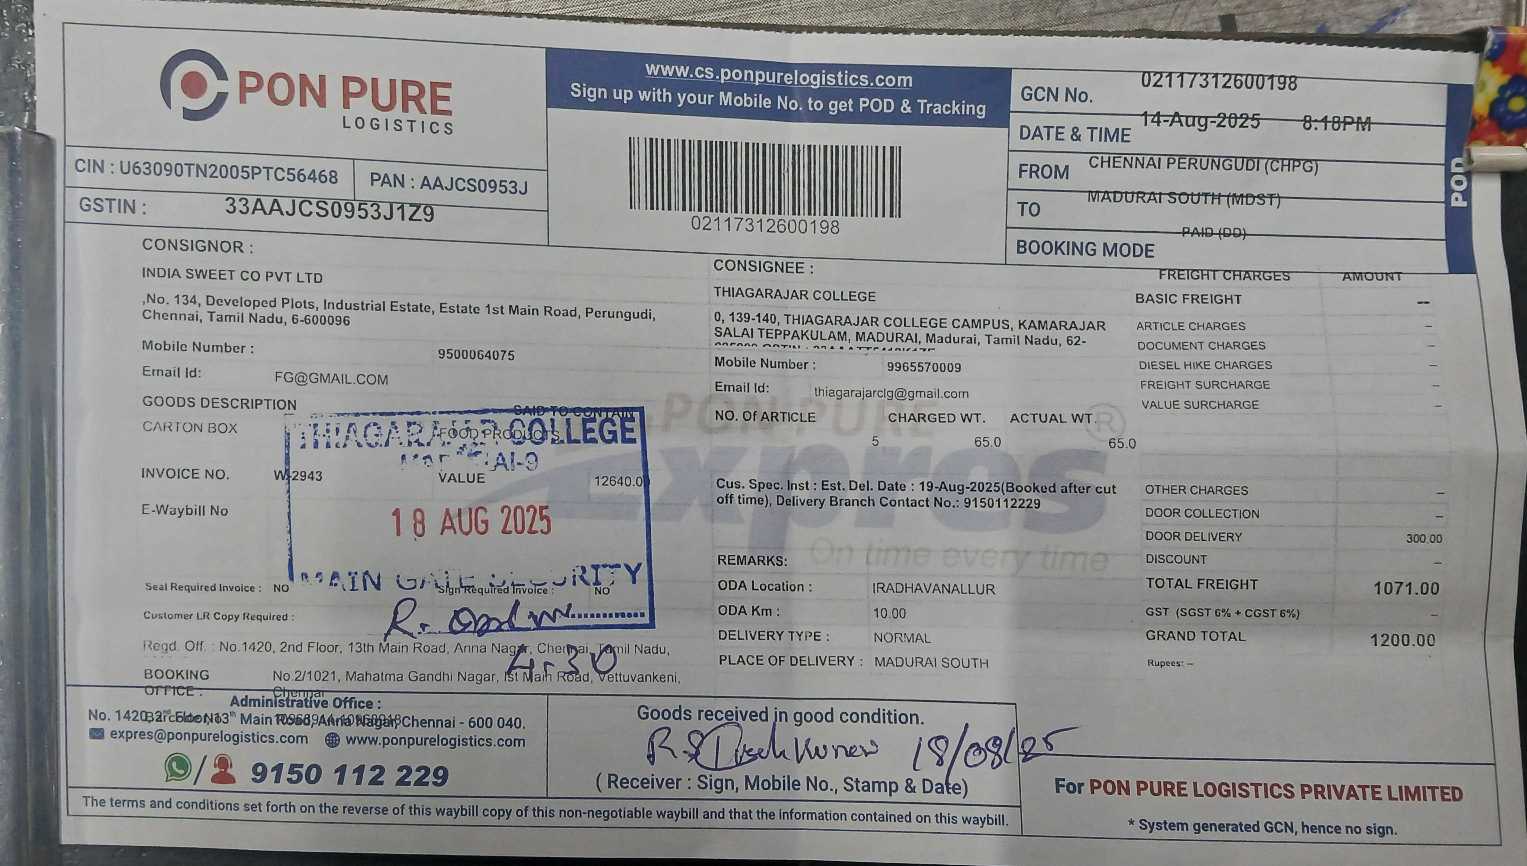 PON PURE
LOGISTICS
www.cs.ponpurelogistics.com
Sign up with your Mobile No. to get POD & Tracking
02117312600198
GCN No. 02117312600198
DATE & TIME 14-Aug-2025 8:18PM
FROM CHENNAI PERUNGUDI (CHPG)
TO MADURAI SOUTH (MDST)
BOOKING MODE PAID (DD)
POD
CIN : U63090TN2005PTC56468 PAN : AAJCS0953J
GSTIN : 33AAJCS0953J1Z9
CONSIGNOR :
INDIA SWEET CO PVT LTD
,No. 134, Developed Plots, Industrial Estate, Estate 1st Main Road, Perungudi,
Chennai, Tamil Nadu, 6-600096
Mobile Number : 9500064075
Email Id: FG@GMAIL.COM
GOODS DESCRIPTION SAID TO CONTAIN
CARTON BOX FOOD PRODUCTS
INVOICE NO. W-2943 VALUE 12640.0
E-Waybill No
Seal Required Invoice : NO Sign Required Invoice : NO
Customer LR Copy Required :
THIAGARAJAR COLLEGE
18 AUG 2025
MAIN GATE SECURITY
4.30
Regd. Off. : No.1420, 2nd Floor, 13th Main Road, Anna Nagar, Chennai, Tamil Nadu,
BOOKING OFFICE : No.2/1021, Mahatma Gandhi Nagar, Ist Main Road, Vettuvankeni,
Chennai
CONSIGNEE :
THIAGARAJAR COLLEGE
0, 139-140, THIAGARAJAR COLLEGE CAMPUS, KAMARAJAR
SALAI TEPPAKULAM, MADURAI, Madurai, Tamil Nadu, 62-
Mobile Number : 9965570009
Email Id: thiagarajarclg@gmail.com
NO. Of ARTICLE CHARGED WT. ACTUAL WT.
5 65.0 65.0
PON PURE
Expres ®
On time every time
Cus. Spec. Inst : Est. Del. Date : 19-Aug-2025(Booked after cut
off time), Delivery Branch Contact No.: 9150112229
REMARKS:
ODA Location : IRADHAVANALLUR
ODA Km : 10.00
DELIVERY TYPE : NORMAL
PLACE OF DELIVERY : MADURAI SOUTH
FREIGHT CHARGES AMOUNT
BASIC FREIGHT --
ARTICLE CHARGES –
DOCUMENT CHARGES –
DIESEL HIKE CHARGES –
FREIGHT SURCHARGE –
VALUE SURCHARGE –
OTHER CHARGES –
DOOR COLLECTION –
DOOR DELIVERY 300.00
DISCOUNT –
TOTAL FREIGHT 1071.00
GST (SGST 6% + CGST 6%) –
GRAND TOTAL 1200.00
Rupees: –
Administrative Office :
No. 1420, 2nd Floor, 13th Main Road, Anna Nagar, Chennai - 600 040.
expres@ponpurelogistics.com www.ponpurelogistics.com
/ 9150 112 229
Goods received in good condition.
18/08/25
( Receiver : Sign, Mobile No., Stamp & Date)
For PON PURE LOGISTICS PRIVATE LIMITED
* System generated GCN, hence no sign.
The terms and conditions set forth on the reverse of this waybill copy of this non-negotiable waybill and that the information contained on this waybill.